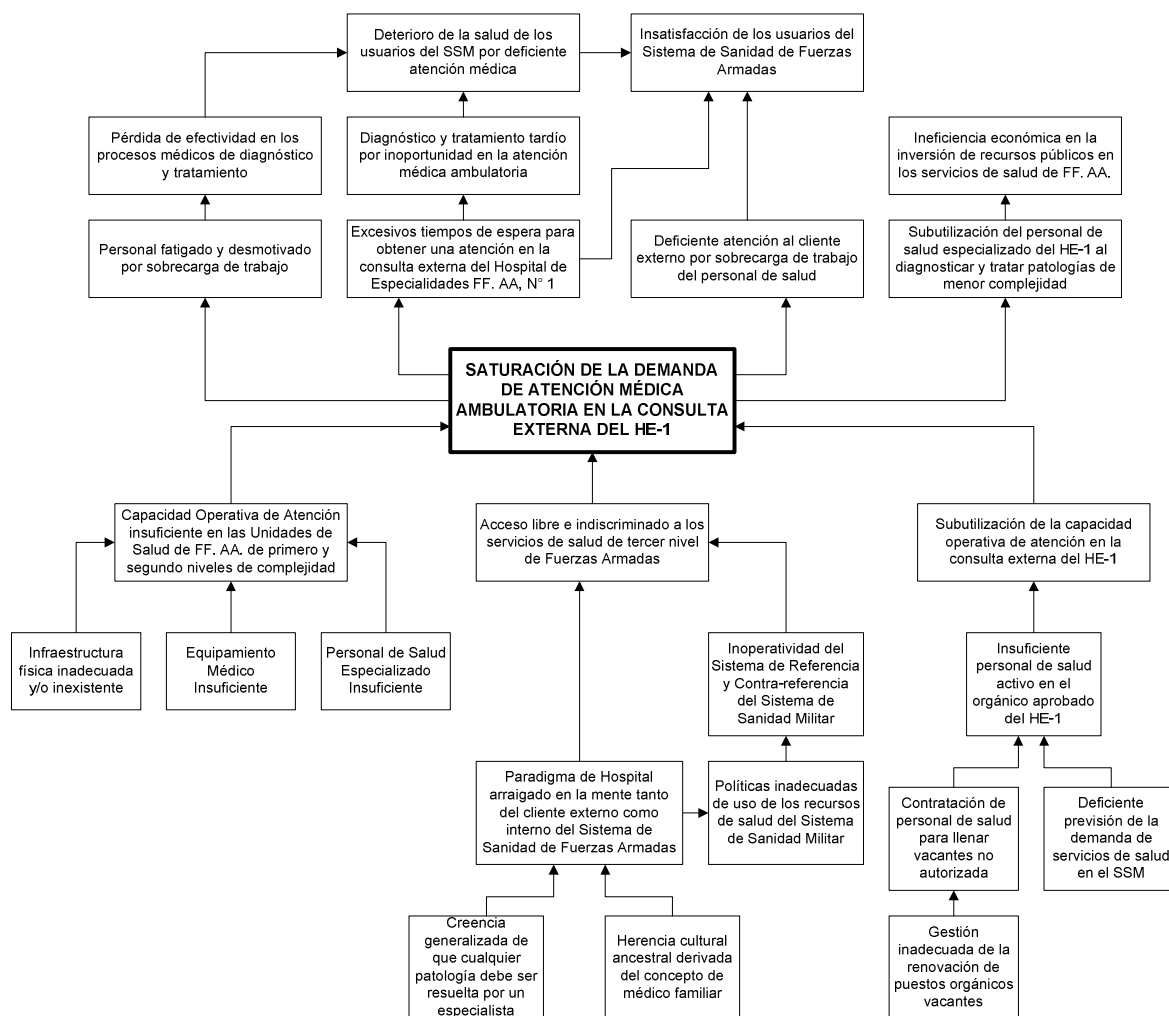 Deterioro de la salud de los
usuarios del SSM por deficiente
atención médica
Insatisfacción de los usuarios del
Sistema de Sanidad de Fuerzas
Armadas
Pérdida de efectividad en los
procesos médicos de diagnóstico
y tratamiento
Diagnóstico y tratamiento tardío
por inoportunidad en la atención
médica ambulatoria
Ineficiencia económica en la
inversión de recursos públicos en
los servicios de salud de FF. AA.
Personal fatigado y desmotivado
por sobrecarga de trabajo
Excesivos tiempos de espera para
obtener una atención en la
consulta externa del Hospital de
Especialidades FF. AA, N° 1
Deficiente atención al cliente
externo por sobrecarga de trabajo
del personal de salud
Subutilización del personal de
salud especializado del HE-1 al
diagnosticar y tratar patologías de
menor complejidad
SATURACIÓN DE LA DEMANDA
DE ATENCIÓN MÉDICA
AMBULATORIA EN LA CONSULTA
EXTERNA DEL HE-1
Capacidad Operativa de Atención
insuficiente en las Unidades de
Salud de FF. AA. de primero y
segundo niveles de complejidad
Acceso libre e indiscriminado a los
servicios de salud de tercer nivel
de Fuerzas Armadas
Subutilización de la capacidad
operativa de atención en la
consulta externa del HE-1
Infraestructura
física inadecuada
y/o inexistente
Equipamiento
Médico
Insuficiente
Personal de Salud
Especializado
Insuficiente
Inoperatividad del
Sistema de Referencia
y Contra-referencia
del Sistema de
Sanidad Militar
Insuficiente
personal de salud
activo en el
orgánico aprobado
del HE-1
Paradigma de Hospital
arraigado en la mente tanto
del cliente externo como
interno del Sistema de
Sanidad de Fuerzas Armadas
Políticas inadecuadas
de uso de los recursos
de salud del Sistema
de Sanidad Militar
Contratación de
personal de salud
para llenar
vacantes no
autorizada
Deficiente
previsión de la
demanda de
servicios de salud
en el SSM
Creencia
generalizada de
que cualquier
patología debe ser
resuelta por un
especialista
Herencia cultural
ancestral derivada
del concepto de
médico familiar
Gestión
inadecuada de la
renovación de
puestos orgánicos
vacantes